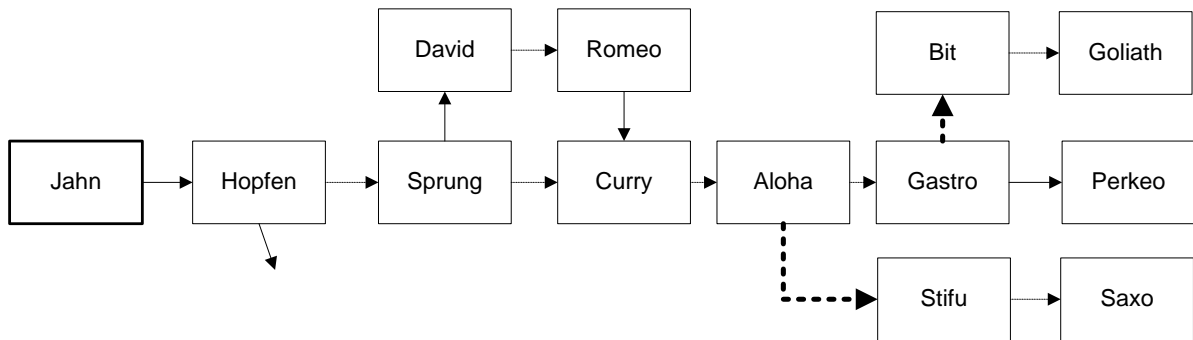 David
Romeo
Bit
Goliath
Jahn
Hopfen
Sprung
Curry
Aloha
Gastro
Perkeo
Stifu
Saxo